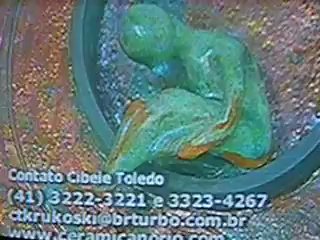 Contato Cibele Toledo
(41) 3222-3221 e 3323-4267
ctkrukoski@brturbo.com.br